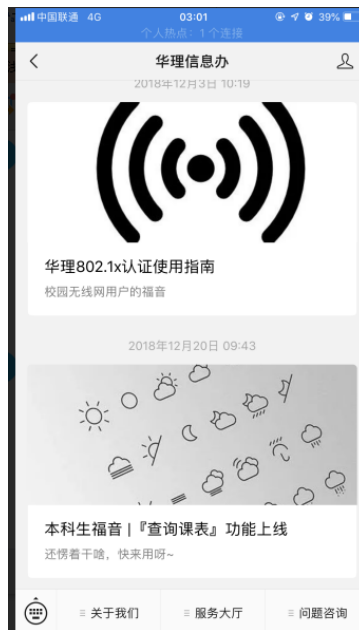 中国联通 4G 03:01 39%
个人热点：1 个连接
华理信息办
2018年12月3日 10:19
华理802.1x认证使用指南
校园无线网用户的福音
2018年12月20日 09:43
本科生福音 |『查询课表』功能上线
还愣着干啥，快来用呀~
关于我们 服务大厅 问题咨询